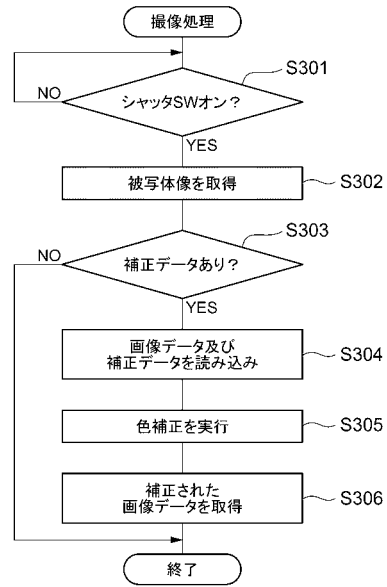 撮像処理
S301
NO
シャッタSWオン？
YES
被写体像を取得
S302
S303
NO
補正データあり？
YES
画像データ及び
補正データを読み込み
S304
色補正を実行
S305
補正された
画像データを取得
S306
終了